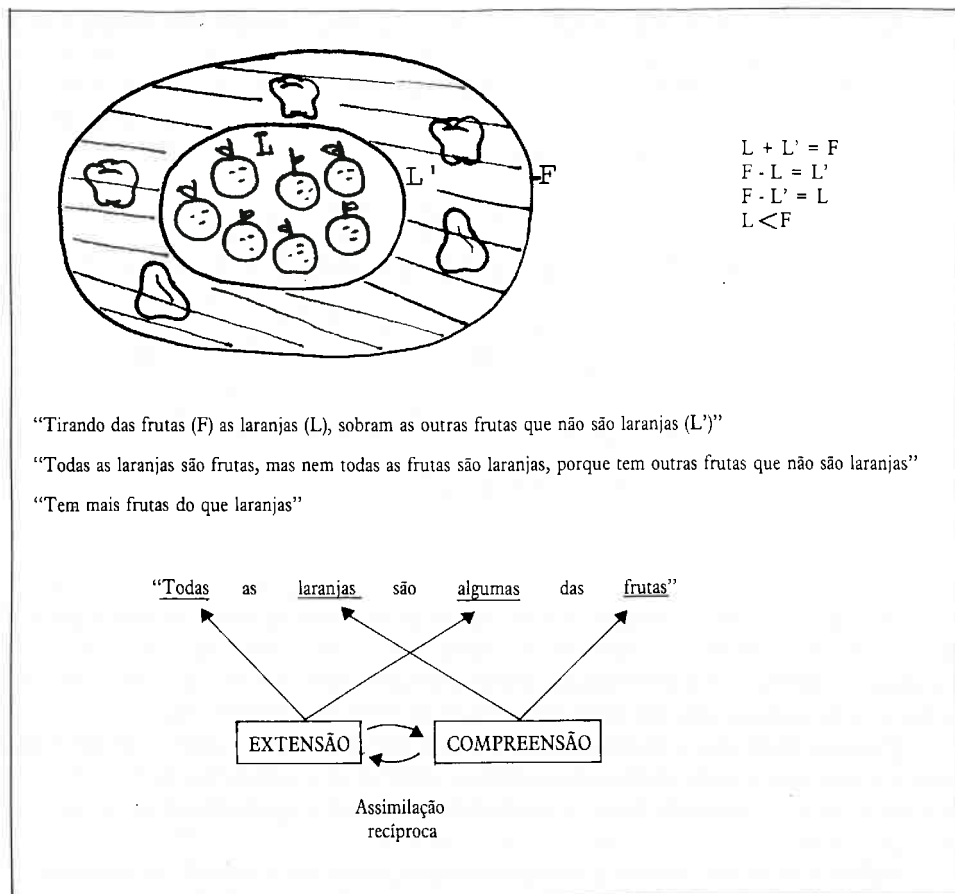 L
L'
F
L + L' = F
F - L = L'
F - L' = L
L < F
“Tirando das frutas (F) as laranjas (L), sobram as outras frutas que não são laranjas (L')”
“Todas as laranjas são frutas, mas nem todas as frutas são laranjas, porque tem outras frutas que não são laranjas”
“Tem mais frutas do que laranjas”
“Todas as laranjas são algumas das frutas”
EXTENSÃO
COMPREENSÃO
Assimilação
recíproca